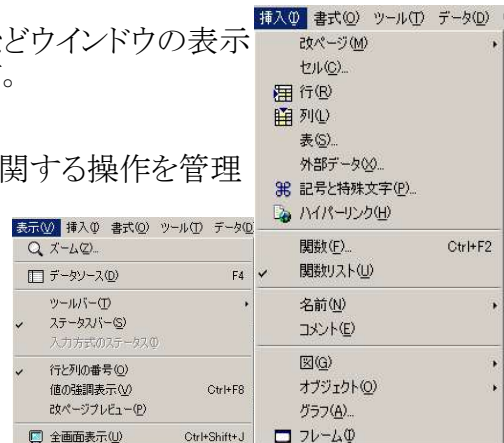 などウインドウの表示
。
関する操作を管理
表示(V) 挿入(I) 書式(O) ツール(T) データ(D
ズーム(Z)...
データソース(D) F4
ツールバー(T)
ステータスバー(S)
入力方式のステータス(I)
行と列の番号(O)
値の強調表示(V) Ctrl+F8
改ページプレビュー(P)
全画面表示(U) Ctrl+Shift+J
挿入(I) 書式(O) ツール(T) データ(D)
改ページ(M)
セル(C)...
行(R)
列(L)
表(S)...
外部データ(X)...
記号と特殊文字(P)...
ハイパーリンク(H)
関数(F)... Ctrl+F2
関数リスト(U)
名前(N)
コメント(E)
図(G)
オブジェクト(O)
グラフ(A)...
フレーム(I)